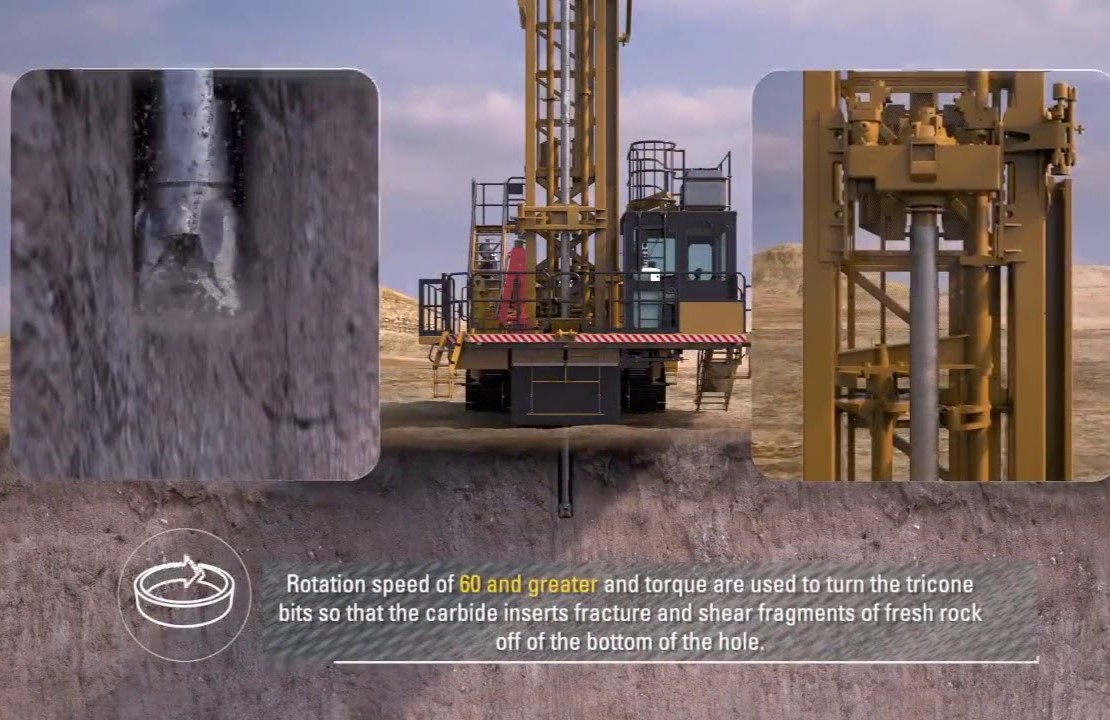 Rotation speed of 60 and greater and torque are used to turn the tricone
bits so that the carbide inserts fracture and shear fragments of fresh rock
off of the bottom of the hole.